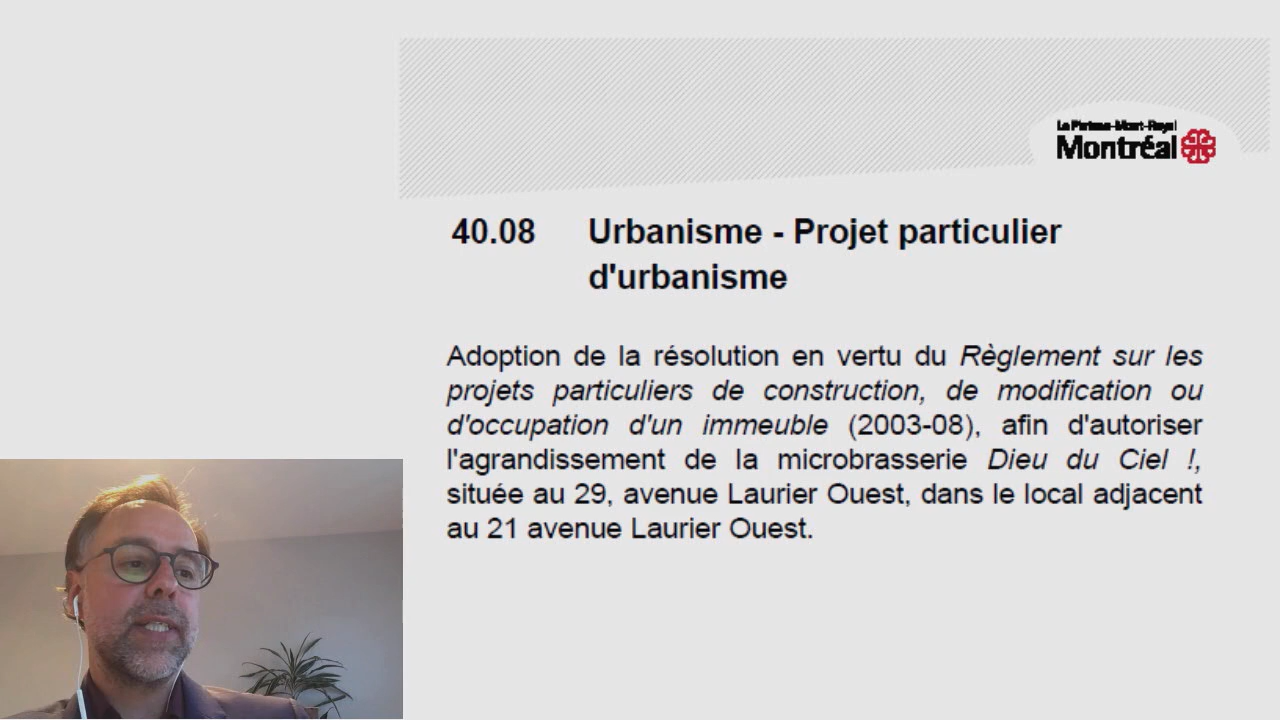 Le Plateau-Mont-Royal
Montréal
40.08 Urbanisme - Projet particulier
d'urbanisme
Adoption de la résolution en vertu du Règlement sur les
projets particuliers de construction, de modification ou
d'occupation d'un immeuble (2003-08), afin d'autoriser
l'agrandissement de la microbrasserie Dieu du Ciel !,
située au 29, avenue Laurier Ouest, dans le local adjacent
au 21 avenue Laurier Ouest.